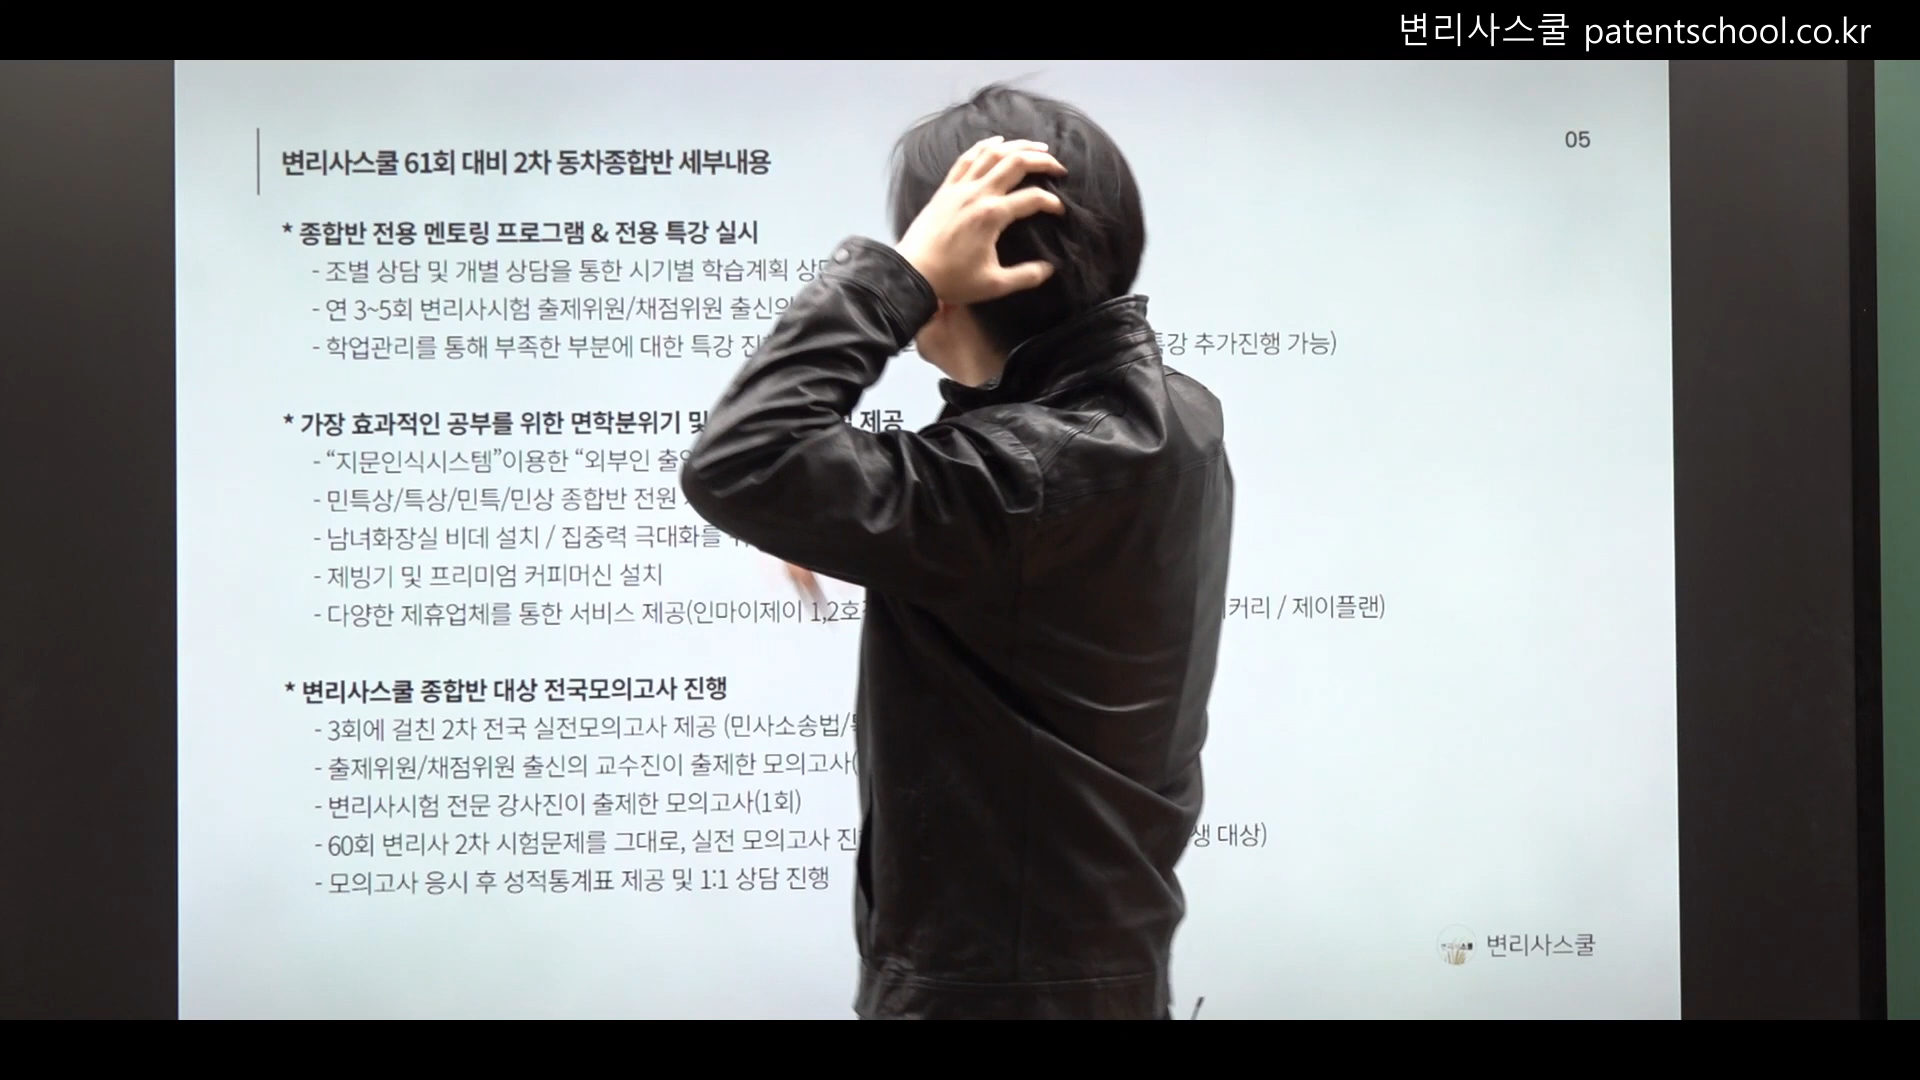 변리사스쿨 patentschool.co.kr
05
변리사스쿨 61회 대비 2차 동차종합반 세부내용
* 종합반 전용 멘토링 프로그램 & 전용 특강 실시
- 조별 상담 및 개별 상담을 통한 시기별 학습계획
- 연 3~5회 변리사시험 출제위원/채점위원
- 학업관리를 통해 부족한 부분에 대한 특강 추가진행 가능)
* 가장 효과적인 공부를 위한 면학분위기 및 제공
- “지문인식시스템”이용한 “외부인
- 민특상/특상/민특/민상 종합반 전원
- 남녀화장실 비데 설치 / 집중력 극대화를
- 제빙기 및 프리미엄 커피머신 설치
- 다양한 제휴업체를 통한 서비스 제공(인마이제이 / 제이플랜)
* 변리사스쿨 종합반 대상 전국모의고사 진행
- 3회에 걸친 2차 전국 실전모의고사 제공 (민사소송법/
- 출제위원/채점위원 출신의 교수진이 출제한 모의고사(
- 변리사시험 전문 강사진이 출제한 모의고사(1회)
- 60회 변리사 2차 시험문제를 그대로, 실전 모의고사 대상)
- 모의고사 응시 후 성적통계표 제공 및 1:1 상담 진행
변리사스쿨